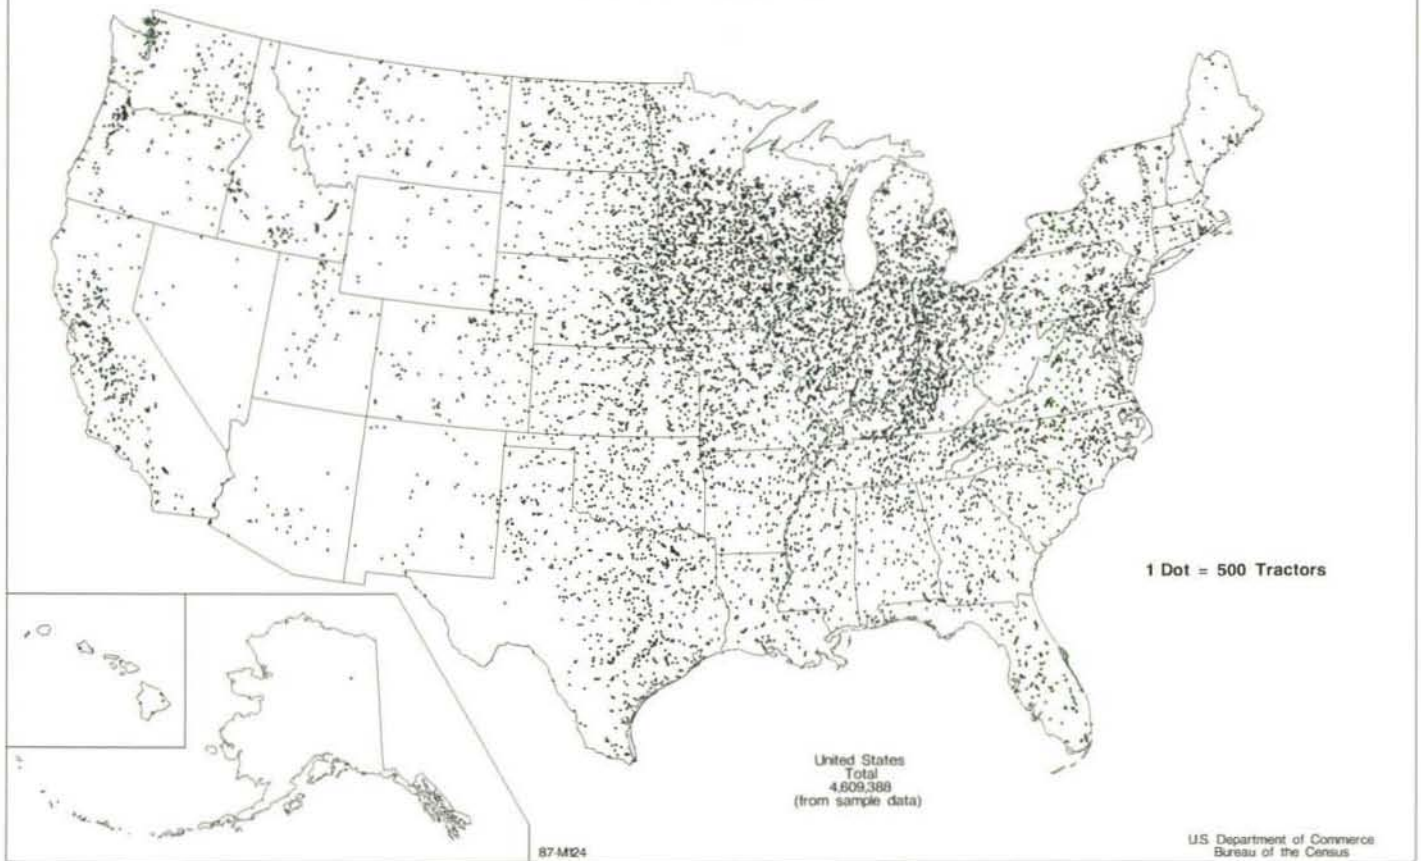 1 Dot = 500 Tractors
United States
Total
4,609,388
(from sample data)
87-M124
U.S. Department of Commerce
Bureau of the Census